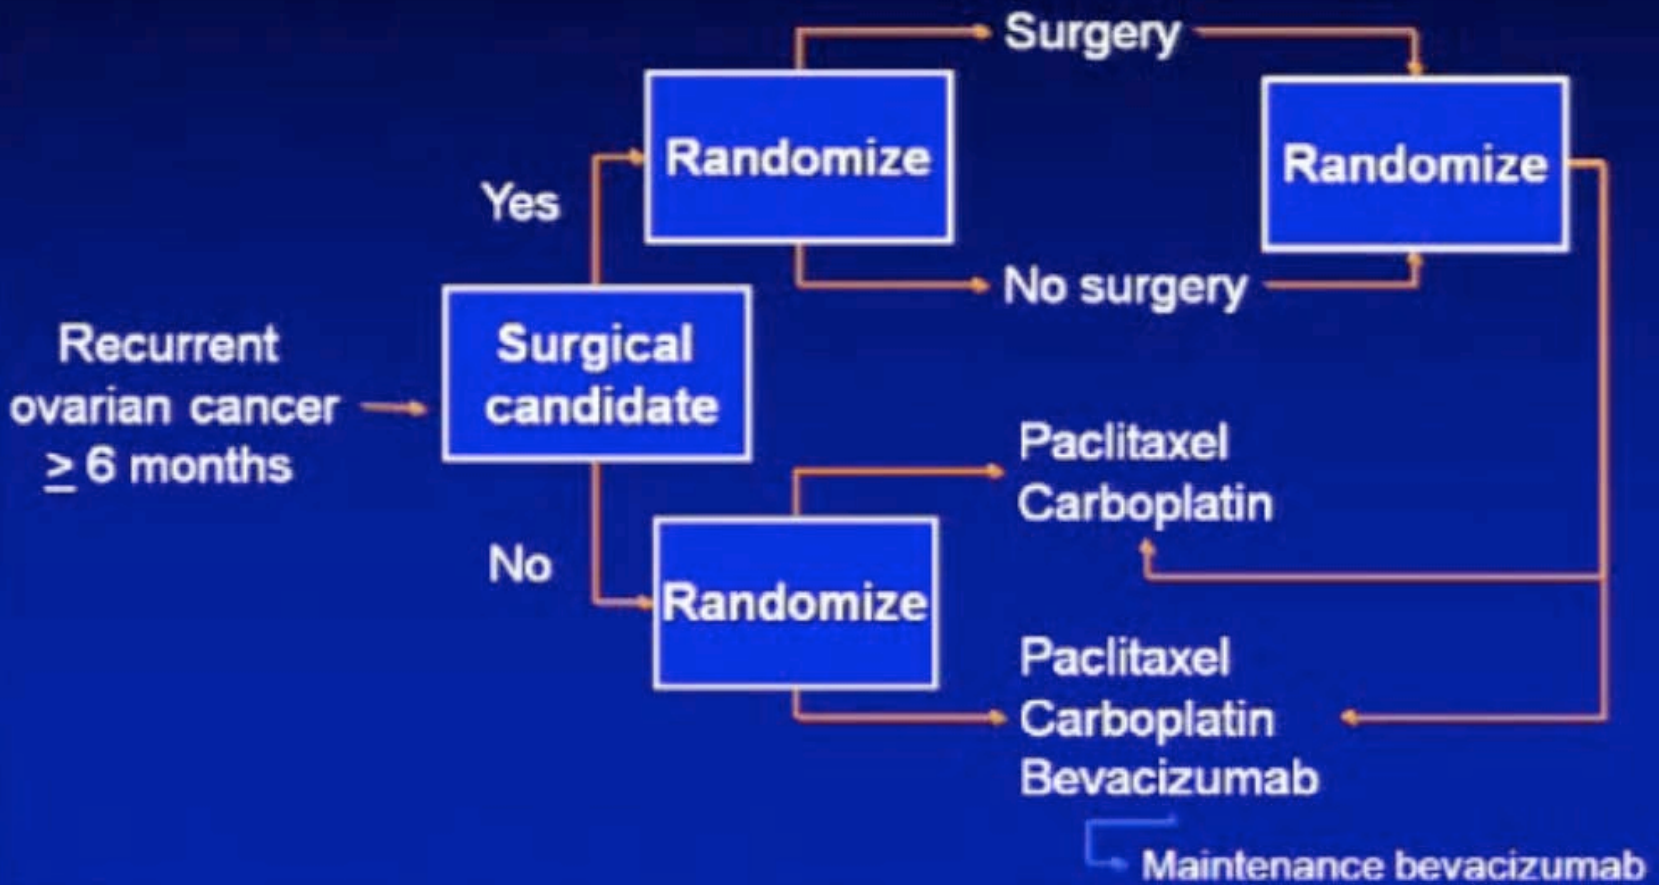 Surgery
Randomize
Randomize
Yes
No surgery
Recurrent
ovarian cancer
≥ 6 months
Surgical
candidate
Paclitaxel
Carboplatin
No
Randomize
Paclitaxel
Carboplatin
Bevacizumab
Maintenance bevacizumab